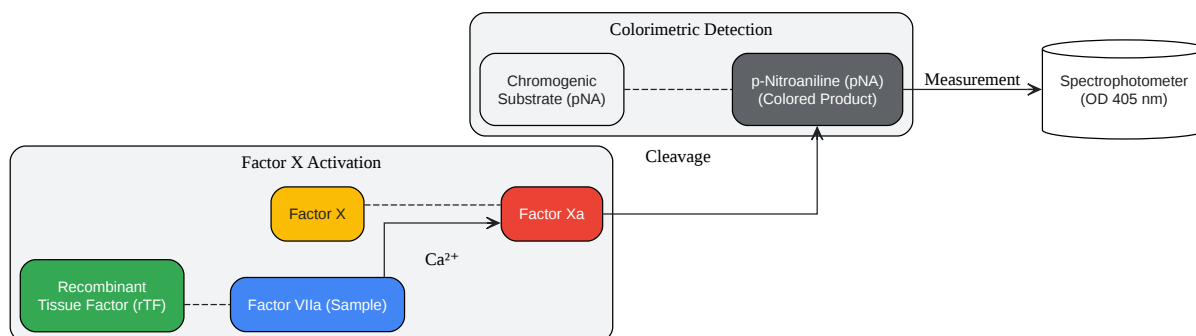 Colorimetric Detection
Chromogenic
Substrate (pNA)
p-Nitroaniline (pNA)
(Colored Product)
Measurement
Spectrophotometer
(OD 405 nm)
Cleavage
Factor X Activation
Factor X
Factor Xa
Ca²⁺
Recombinant
Tissue Factor (rTF)
Factor VIIa (Sample)